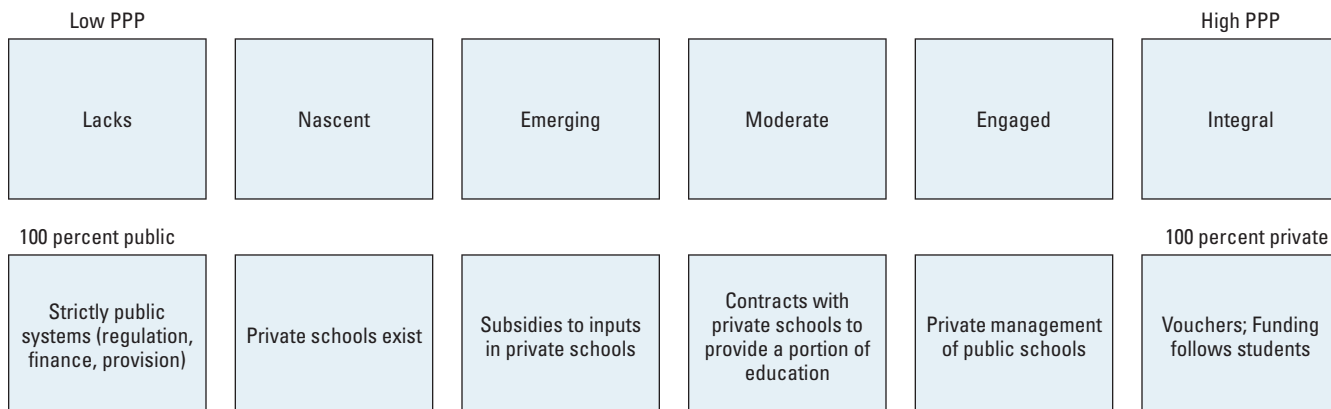 Low PPP
High PPP
Lacks
Nascent
Emerging
Moderate
Engaged
Integral
100 percent public
100 percent private
Strictly public
systems (regulation,
finance, provision)
Private schools exist
Subsidies to inputs
in private schools
Contracts with
private schools to
provide a portion of
education
Private management
of public schools
Vouchers; Funding
follows students